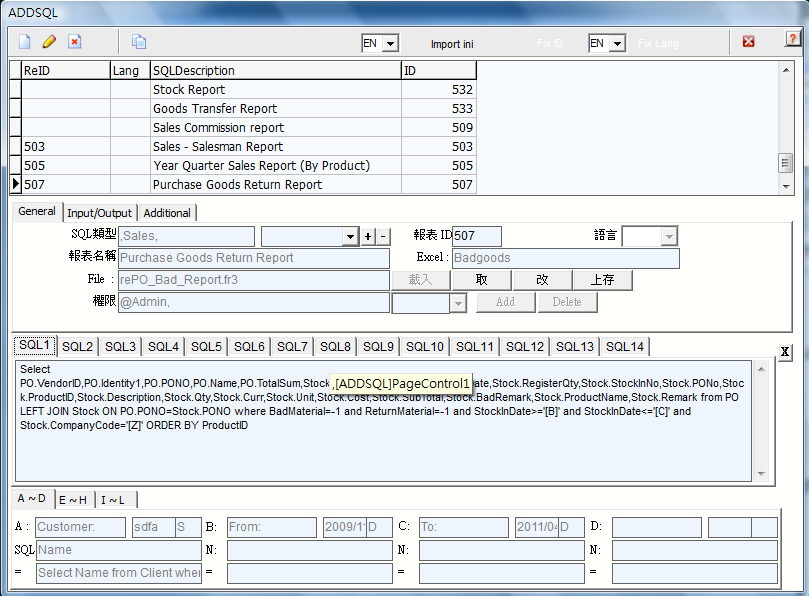 ADDSQL
EN Import ini Fix ID EN Fix Lang ?
ReID Lang SQLDescription ID
Stock Report 532
Goods Transfer Report 533
Sales Commission report 509
503 Sales - Salesman Report 503
505 Year Quarter Sales Report (By Product) 505
507 Purchase Goods Return Report 507
General Input/Output Additional
SQL類型 ,Sales, + - 報表 ID 507 語言
報表名稱 Purchase Goods Return Report Excel : Badgoods
File : rePO_Bad_Report.fr3 載入 取 改 上存
權限 @Admin, Add Delete
SQL1 SQL2 SQL3 SQL4 SQL5 SQL6 SQL7 SQL8 SQL9 SQL10 SQL11 SQL12 SQL13 SQL14 X
Select
PO.VendorID,PO.Identity1,PO.PONO,PO.Name,PO.TotalSum,Stock ,[ADDSQL]PageControl1 ate,Stock.RegisterQty,Stock.StockInNo,Stock.PONo,Stoc
k.ProductID,Stock.Description,Stock.Qty,Stock.Curr,Stock.Unit,Stock.Cost,Stock.SubTotal,Stock.BadRemark,Stock.ProductName,Stock.Remark from PO
LEFT JOIN Stock ON PO.PONO=Stock.PONO where BadMaterial=-1 and ReturnMaterial=-1 and StockInDate>='[B]' and StockInDate<='[C]' and
Stock.CompanyCode='[Z]' ORDER BY ProductID
A ~ D E ~ H I ~ L
A : Customer: sdfa S B: From: 2009/1 D C: To: 2011/04 D D:
SQL Name N: N: N:
= Select Name from Client wher = = =